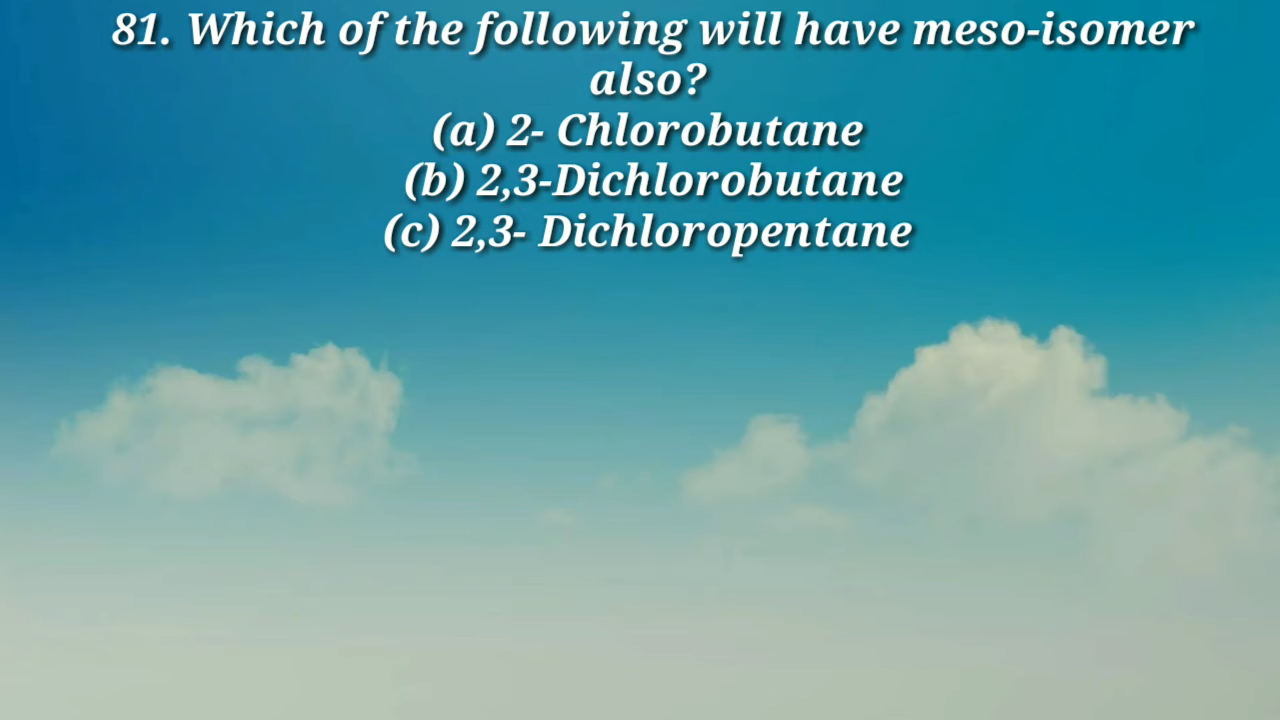 81. Which of the following will have meso-isomer
also?
(a) 2- Chlorobutane
(b) 2,3-Dichlorobutane
(c) 2,3- Dichloropentane